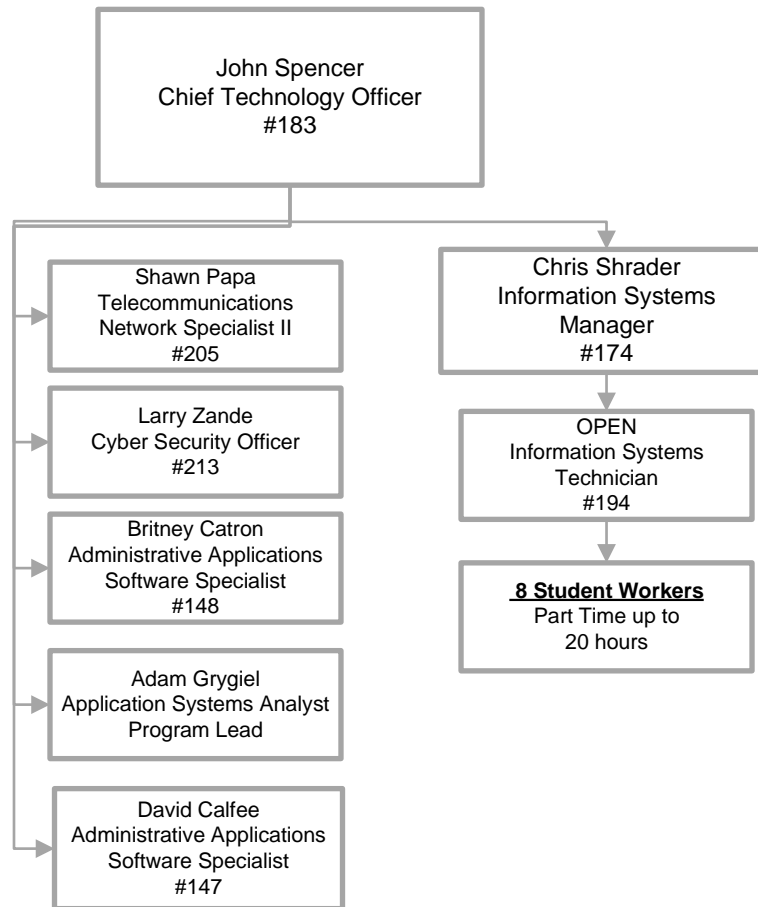 John Spencer
Chief Technology Officer
#183
Shawn Papa
Telecommunications
Network Specialist II
#205
Larry Zande
Cyber Security Officer
#213
Britney Catron
Administrative Applications
Software Specialist
#148
Adam Grygiel
Application Systems Analyst
Program Lead
David Calfee
Administrative Applications
Software Specialist
#147
Chris Shrader
Information Systems
Manager
#174
OPEN
Information Systems
Technician
#194
8 Student Workers
Part Time up to
20 hours